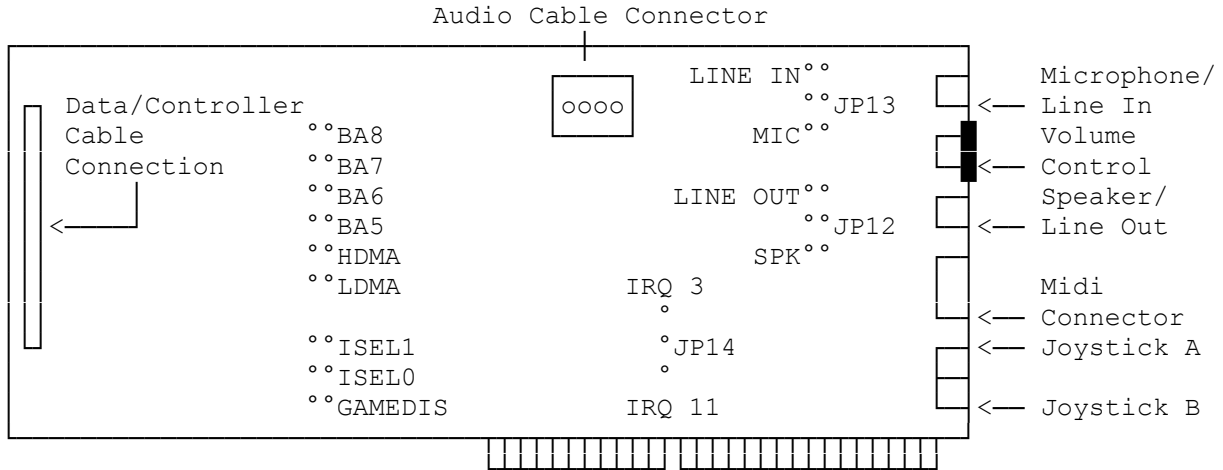 Audio Cable Connector
LINE IN°° Microphone/
Data/Controller oooo °°JP13 <── Line In
Cable °°BA8 MIC°° Volume
Connection °°BA7 <── Control
°°BA6 LINE OUT°° Speaker/
<── °°BA5 °°JP12 <── Line Out
°°HDMA SPK°°
°°LDMA IRQ 3 Midi
° <── Connector
°°ISEL1 °JP14 <── Joystick A
°°ISEL0 °
°°GAMEDIS IRQ 11 <── Joystick B